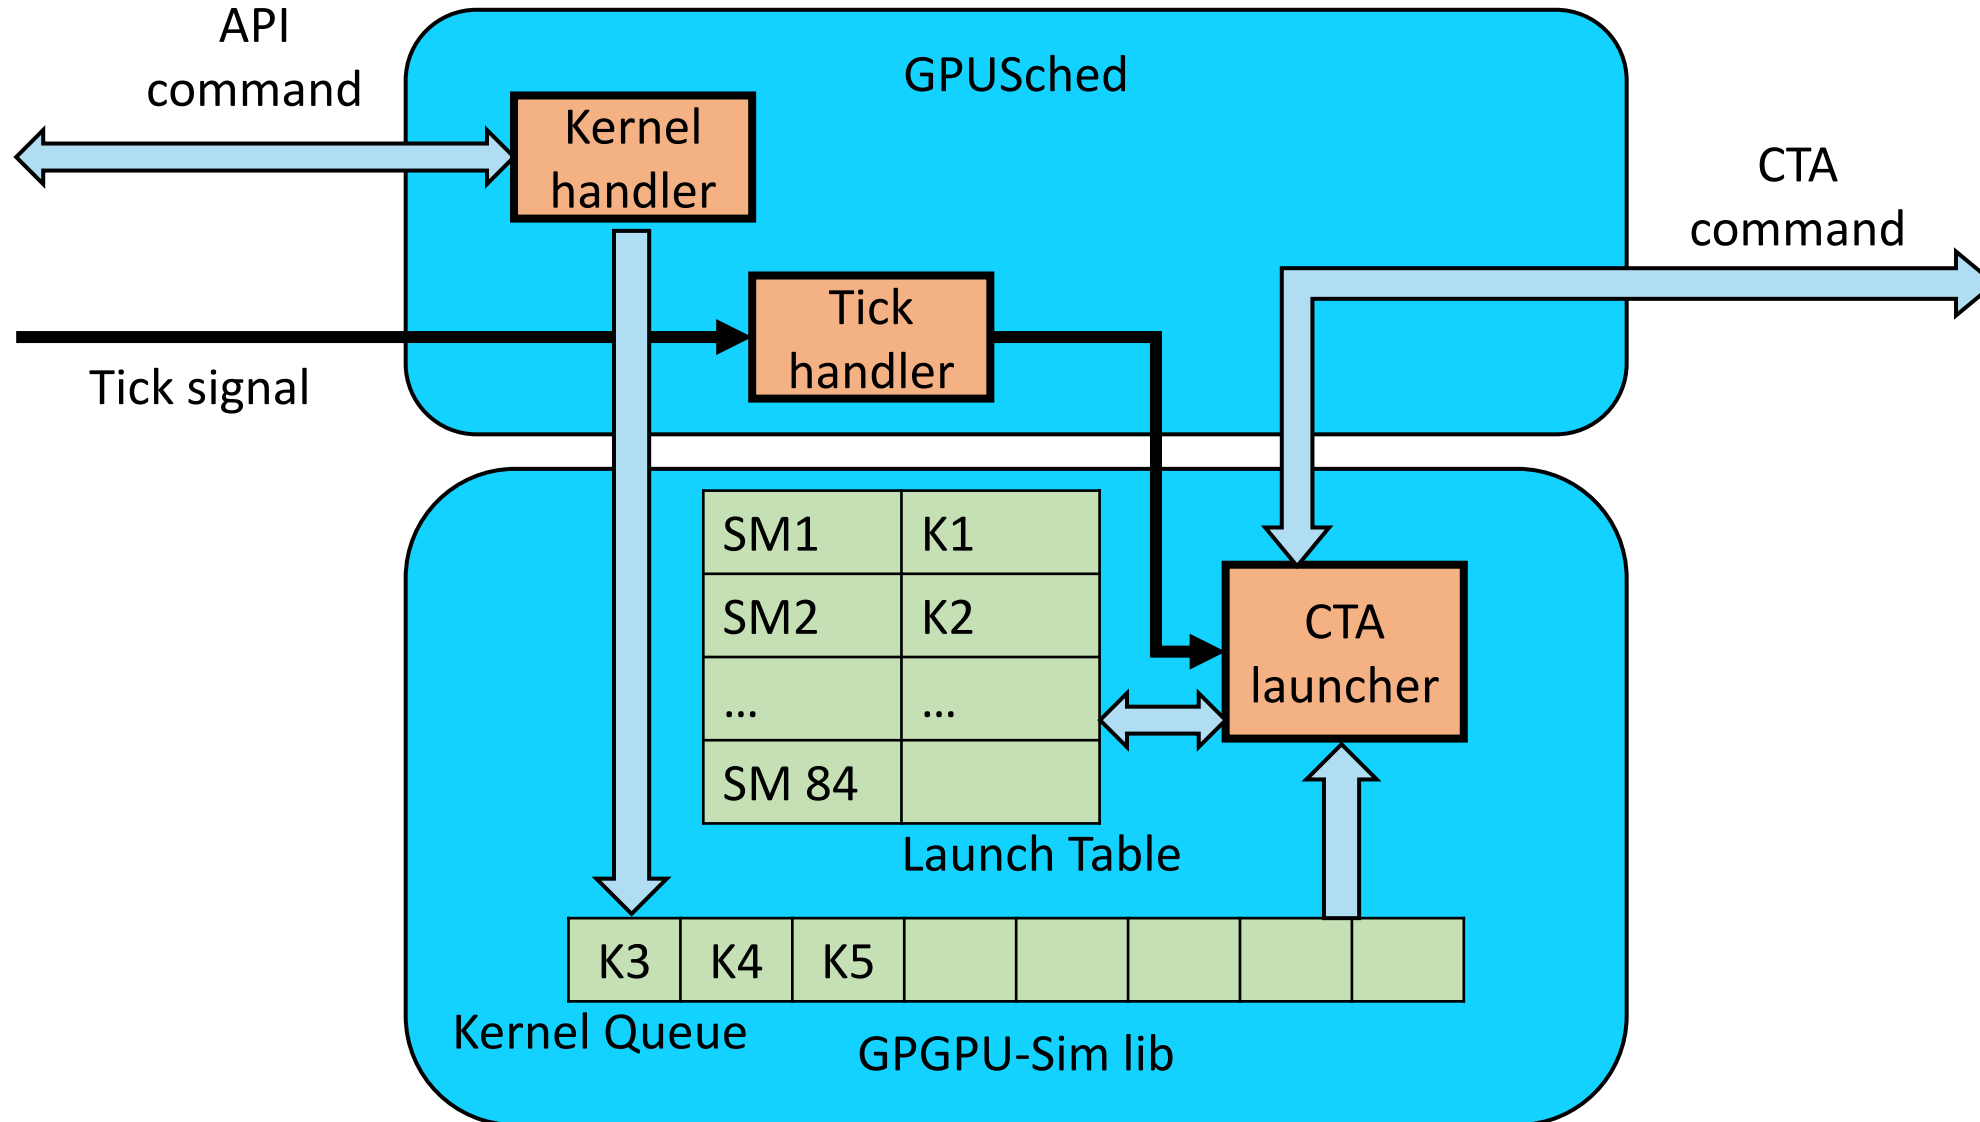 API
command
GPUSched
Kernel
handler
CTA
command
Tick
handler
Tick signal
SM1 K1
SM2 K2
... ...
SM 84
CTA
launcher
Launch Table
K3 K4 K5
Kernel Queue
GPGPU-Sim lib